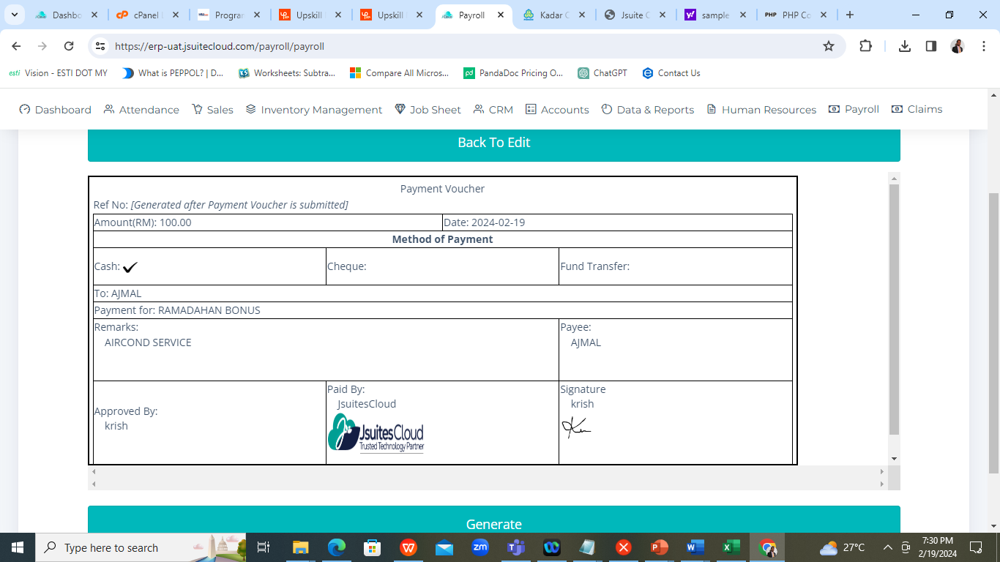 Dashbo
cPanel
Program
Upskill
Upskill
Payroll
Kadar C
Jsuite C
sample
PHP PHP Co
https://erp-uat.jsuitecloud.com/payroll/payroll
esti Vision - ESTI DOT MY
What is PEPPOL? | D...
Worksheets: Subtra...
Compare All Micros...
pd PandaDoc Pricing O...
ChatGPT
Contact Us
Dashboard
Attendance
Sales
Inventory Management
Job Sheet
CRM
Accounts
Data & Reports
Human Resources
Payroll
Claims
Back To Edit
Payment Voucher
Ref No: [Generated after Payment Voucher is submitted]
Amount(RM): 100.00
Date: 2024-02-19
Method of Payment
Cash:
Cheque:
Fund Transfer:
To: AJMAL
Payment for: RAMADAHAN BONUS
Remarks:
AIRCOND SERVICE
Payee:
AJMAL
Approved By:
krish
Paid By:
JsuitesCloud
JsuitesCloud
Trusted Technology Partner
Signature
krish
Generate
Type here to search
zm
27°C
7:30 PM
2/19/2024